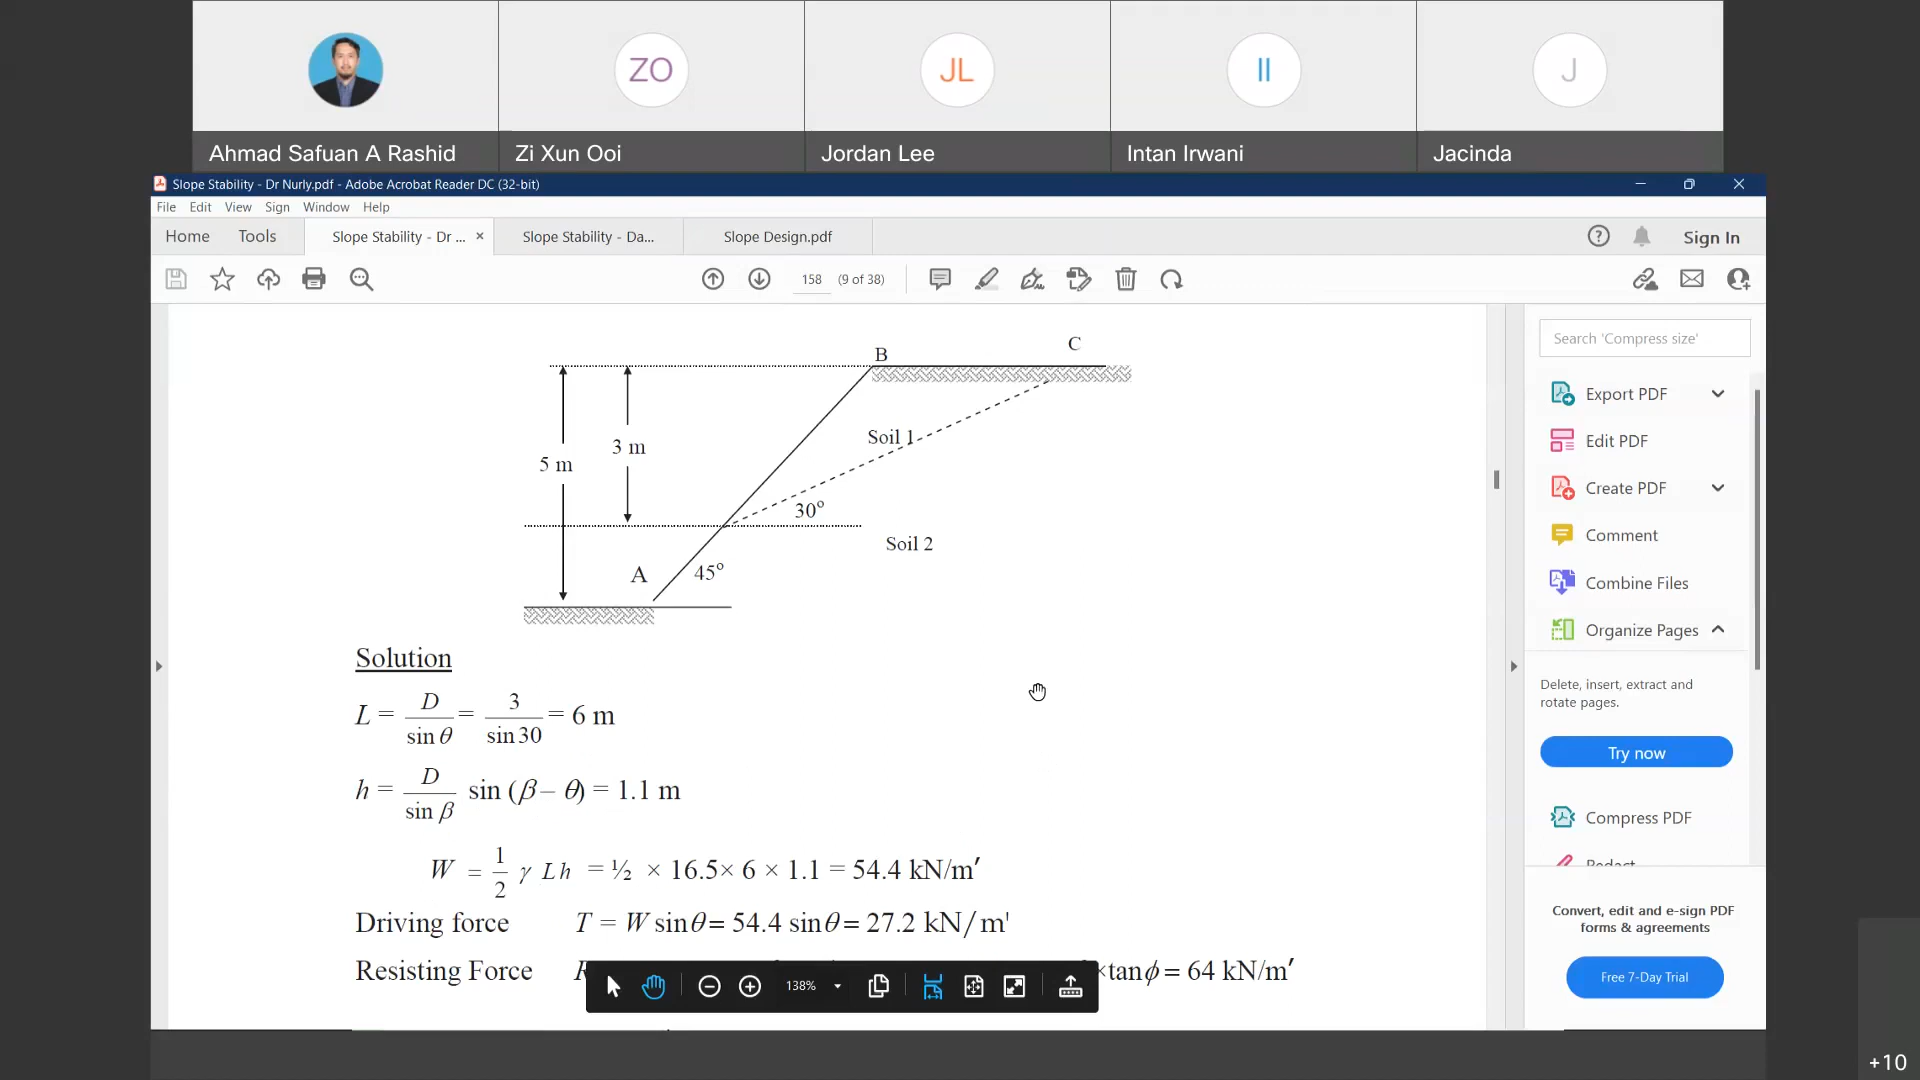 ZO
JL
II
J
Ahmad Safuan A Rashid
Zi Xun Ooi
Jordan Lee
Intan Irwani
Jacinda
Slope Stability - Dr Nurly.pdf - Adobe Acrobat Reader DC (32-bit)
File Edit View Sign Window Help
Home Tools Slope Stability - Dr ... × Slope Stability - Da... Slope Design.pdf Sign In
158 (9 of 38)
Search 'Compress size'
Export PDF
Edit PDF
Create PDF
Comment
Combine Files
Organize Pages
Delete, insert, extract and
rotate pages.
Try now
Compress PDF
Redact
Convert, edit and e-sign PDF
forms & agreements
Free 7-Day Trial
B
C
5 m
3 m
Soil 1
30°
Soil 2
A
45°
Solution
L = D / sin θ = 3 / sin 30 = 6 m
h = D / sin β sin (β – θ) = 1.1 m
W = 1/2 γ Lh = ½ × 16.5 × 6 × 1.1 = 54.4 kN/m′
Driving force T = W sin θ = 54.4 sin θ = 27.2 kN/m'
Resisting Force ×tan ϕ = 64 kN/m′
138%
+10